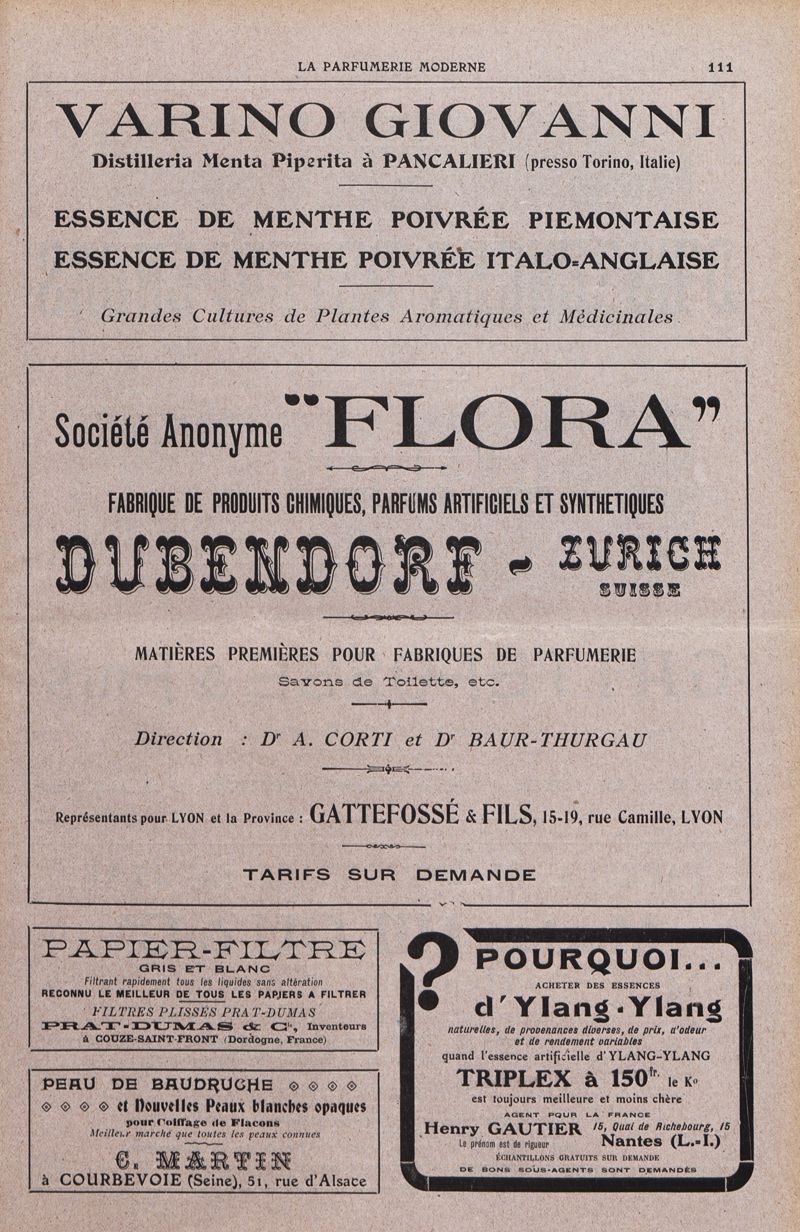 LA PARFUMERIE MODERNE 111
VARINO GIOVANNI
Distilleria Menta Piperita à PANCALIERI (presso Torino, Italie)
ESSENCE DE MENTHE POIVRÉE PIEMONTAISE
ESSENCE DE MENTHE POIVRÉE ITALO=ANGLAISE
Grandes Cultures de Plantes Aromatiques et Médicinales
Société Anonyme "FLORA"
FABRIQUE DE PRODUITS CHIMIQUES, PARFUMS ARTIFICIELS ET SYNTHETIQUES
DUBENDORF - ZURICH
SUISSE
MATIÈRES PREMIÈRES POUR FABRIQUES DE PARFUMERIE
Savons de Toilette, etc.
Direction : Dr A. CORTI et Dr BAUR-THURGAU
Représentants pour LYON et la Province : GATTEFOSSÉ & FILS, 15-19, rue Camille, LYON
TARIFS SUR DEMANDE
PAPIER-FILTRE
GRIS ET BLANC
Filtrant rapidement tous les liquides sans altération
RECONNU LE MEILLEUR DE TOUS LES PAPIERS A FILTRER
FILTRES PLISSÉS PRAT-DUMAS
PRAT-DUMAS & Cie, Inventeurs
à COUZE-SAINT-FRONT (Dordogne, France)
PEAU DE BAUDRUCHE
et Nouvelles Peaux blanches opaques
pour Coiffage de Flacons
Meilleur marché que toutes les peaux connues
C. MARTIN
à COURBEVOIE (Seine), 51, rue d'Alsace
? POURQUOI...
ACHETER DES ESSENCES
d'Ylang-Ylang
naturelles, de provenances diverses, de prix, d'odeur
et de rendement variables
quand l'essence artificielle d'YLANG-YLANG
TRIPLEX à 150fr. le Ko
est toujours meilleure et moins chère
AGENT POUR LA FRANCE
Henry GAUTIER 15, Quai de Richebourg, 15
Le prénom est de rigueur Nantes (L.=I.)
ÉCHANTILLONS GRATUITS SUR DEMANDE
DE BONS SOUS-AGENTS SONT DEMANDÉS